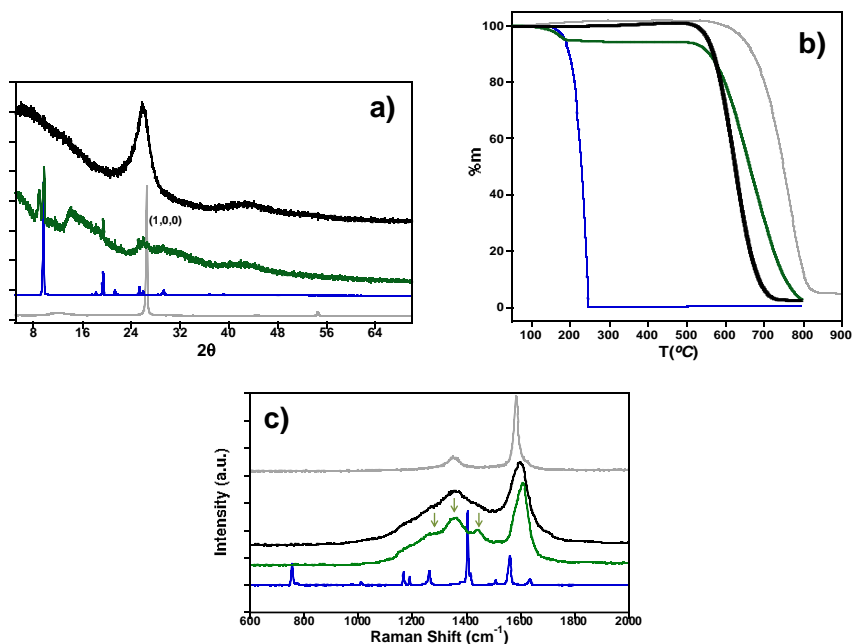 a)
(1,0,0)
8 16 24 32 40 48 56 64
2θ
b)
100
80
60
40
20
0
%m
100 200 300 400 500 600 700 800 900
T(ºC)
c)
Intensity (a.u.)
600 800 1000 1200 1400 1600 1800 2000
Raman Shift (cm⁻¹)